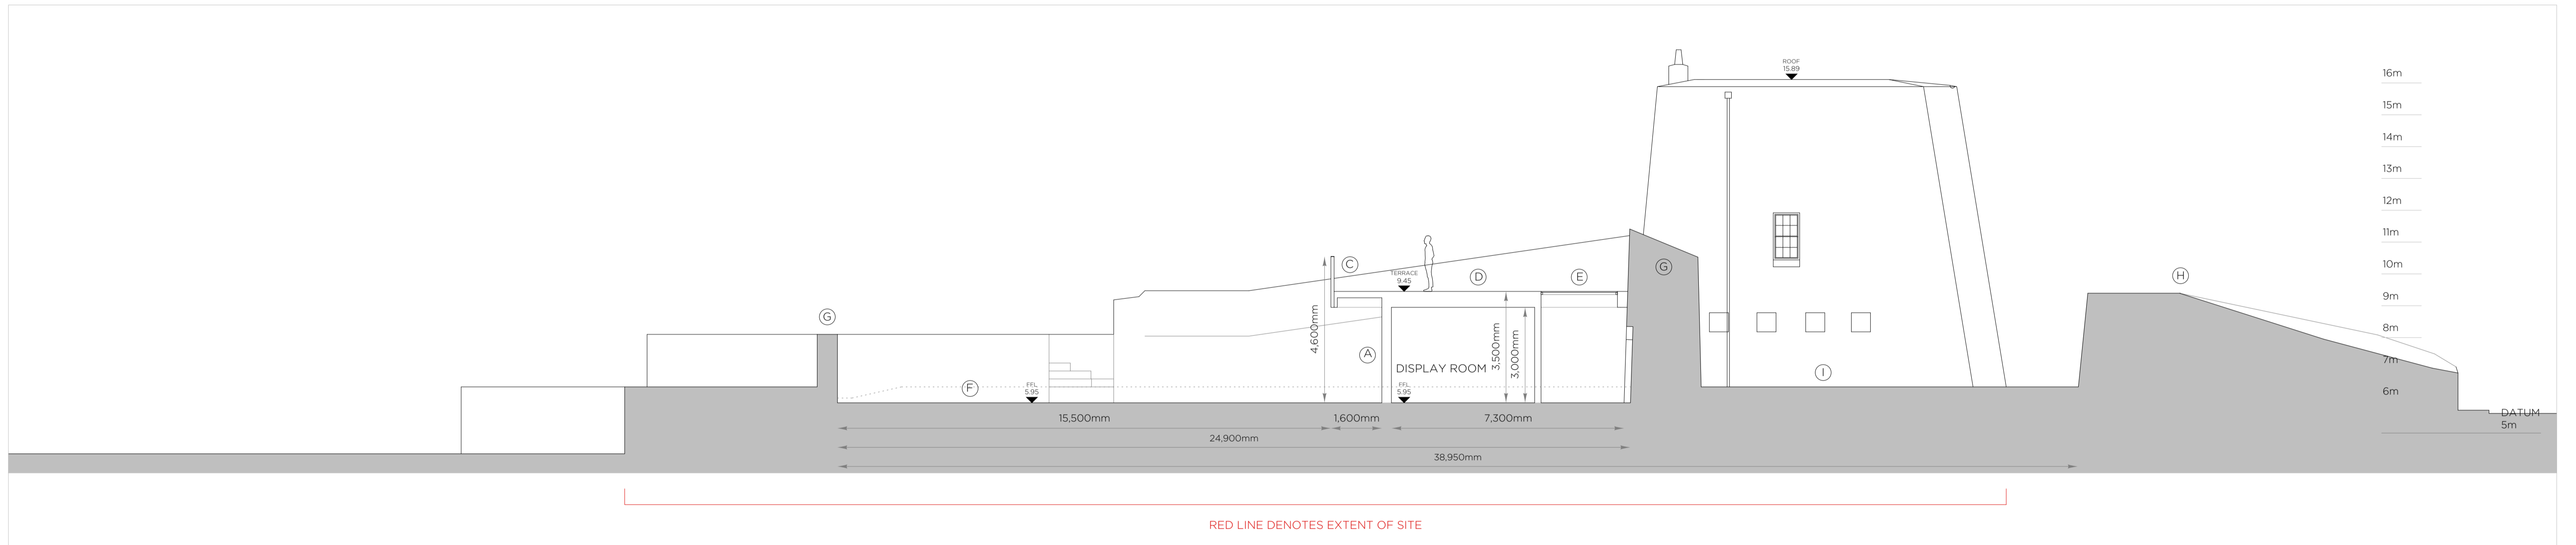 ROOF
15.89
16m
15m
14m
13m
12m
11m
10m
9m
8m
7m
6m
DATUM
5m
C
TERRACE
9.45
D
E
G
H
G
4,600mm
3,500mm
3,000mm
A
DISPLAY ROOM
I
F
FFL
5.95
FFL
5.95
15,500mm
1,600mm
7,300mm
24,900mm
38,950mm
RED LINE DENOTES EXTENT OF SITE